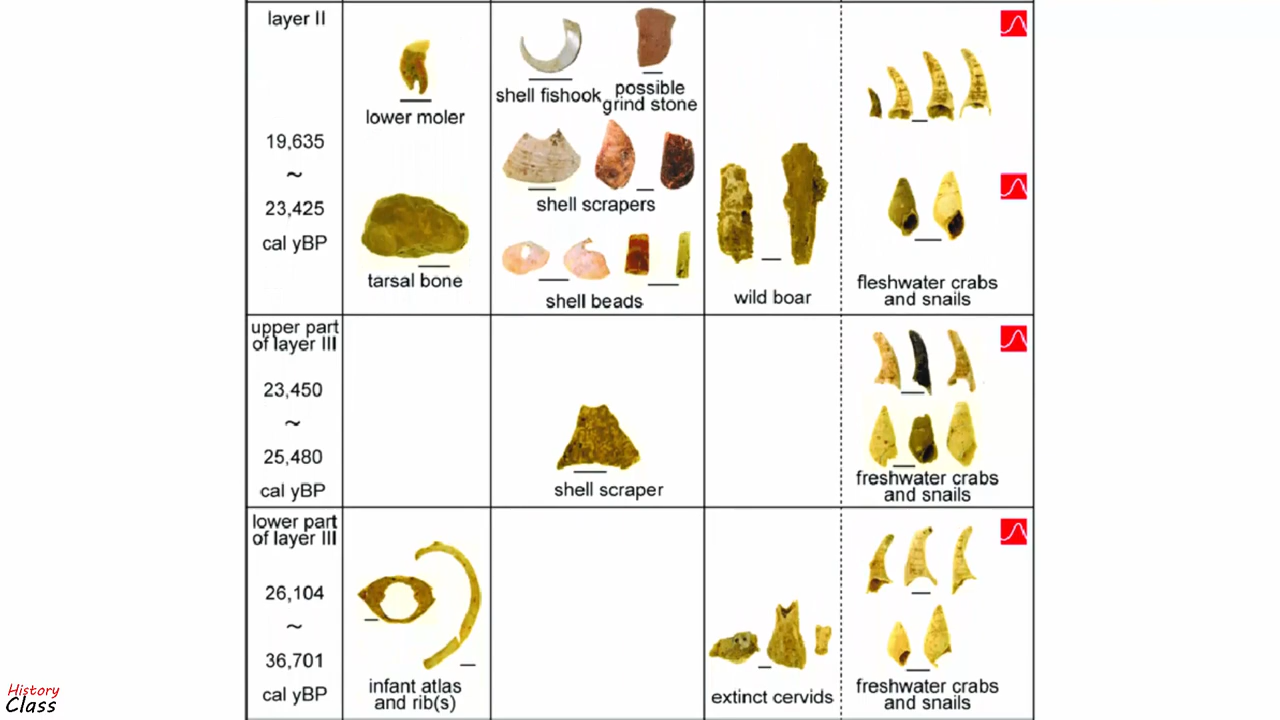 layer II
19,635
~
23,425
cal yBP
lower moler
tarsal bone
shell fishook
possible
grind stone
shell scrapers
shell beads
wild boar
fleshwater crabs
and snails
upper part
of layer III
23,450
~
25,480
cal yBP
shell scraper
freshwater crabs
and snails
lower part
of layer III
26,104
~
36,701
cal yBP
infant atlas
and rib(s)
extinct cervids
freshwater crabs
and snails
History
Class